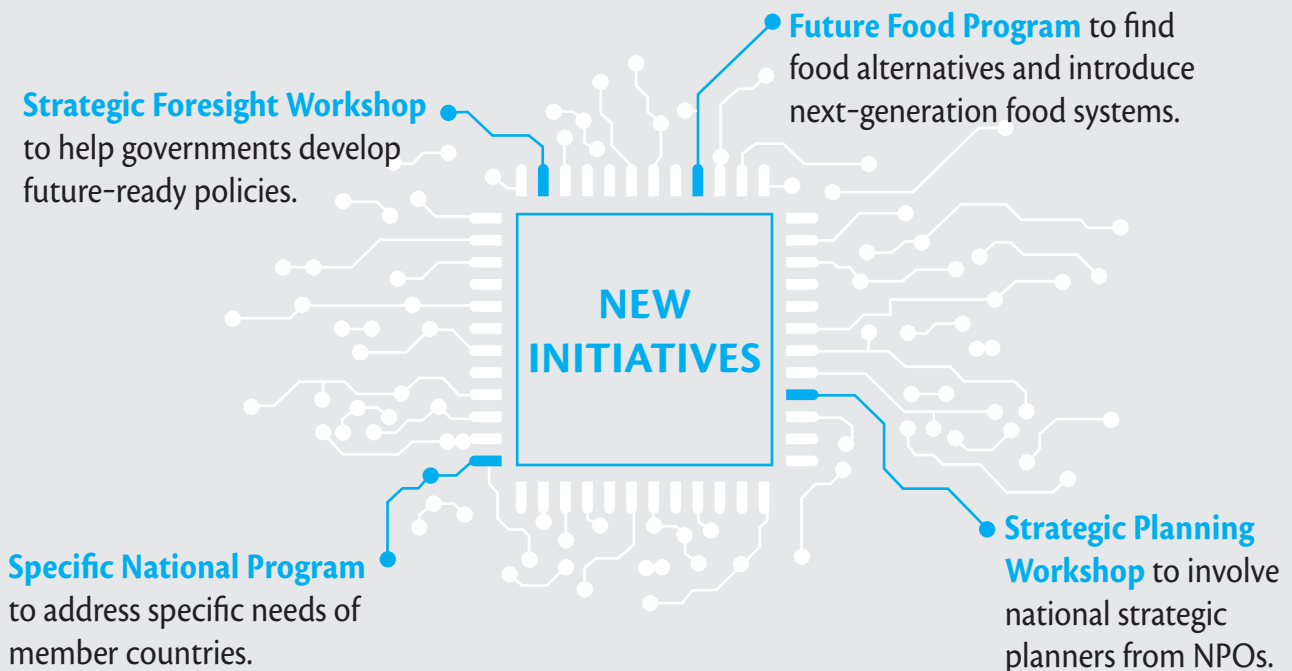 Future Food Program to find
food alternatives and introduce
next-generation food systems.
Strategic Foresight Workshop
to help governments develop
future-ready policies.
NEW
INITIATIVES
Strategic Planning
Workshop to involve
national strategic
planners from NPOs.
Specific National Program
to address specific needs of
member countries.